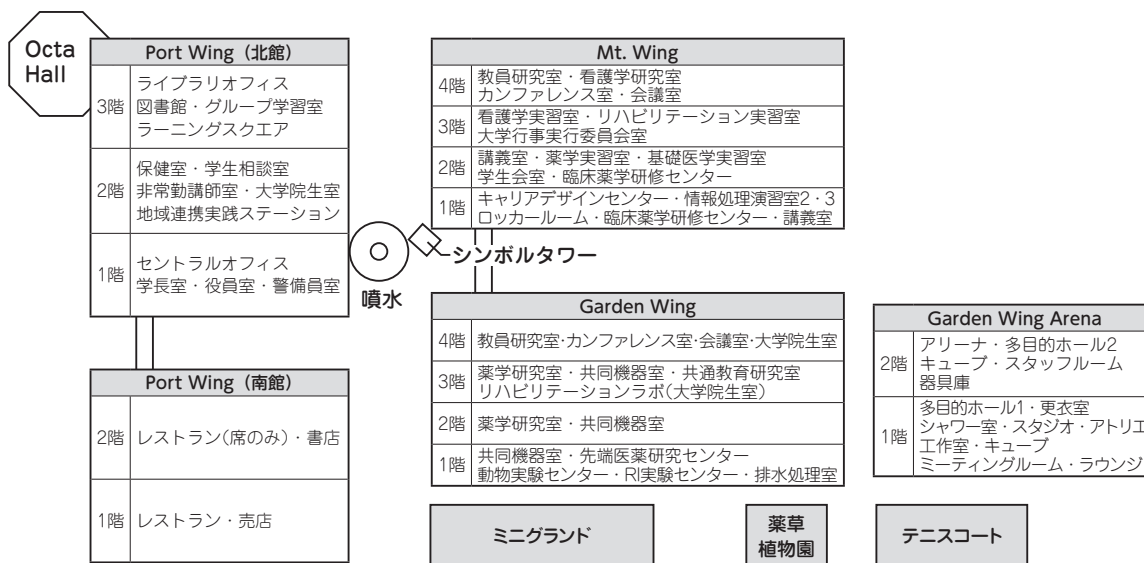 Octa
Hall
Port Wing（北館）
3階
ライブラリオフィス
図書館・グループ学習室
ラーニングスクエア
2階
保健室・学生相談室
非常勤講師室・大学院生室
地域連携実践ステーション
1階
セントラルオフィス
学長室・役員室・警備員室
Mt. Wing
4階
教員研究室・看護学研究室
カンファレンス室・会議室
3階
看護学実習室・リハビリテーション実習室
大学行事実行委員会室
2階
講義室・薬学実習室・基礎医学実習室
学生会室・臨床薬学研修センター
1階
キャリアデザインセンター・情報処理演習室2・3
ロッカールーム・臨床薬学研修センター・講義室
シンボルタワー
噴水
Port Wing（南館）
2階
レストラン(席のみ)・書店
1階
レストラン・売店
Garden Wing
4階
教員研究室・カンファレンス室・会議室・大学院生室
3階
薬学研究室・共同機器室・共通教育研究室
リハビリテーションラボ(大学院生室)
2階
薬学研究室・共同機器室
1階
共同機器室・先端医薬研究センター
動物実験センター・RI実験センター・排水処理室
Garden Wing Arena
2階
アリーナ・多目的ホール2
キューブ・スタッフルーム
器具庫
1階
多目的ホール1・更衣室
シャワー室・スタジオ・アトリエ
工作室・キューブ
ミーティングルーム・ラウンジ
ミニグランド
薬草
植物園
テニスコート